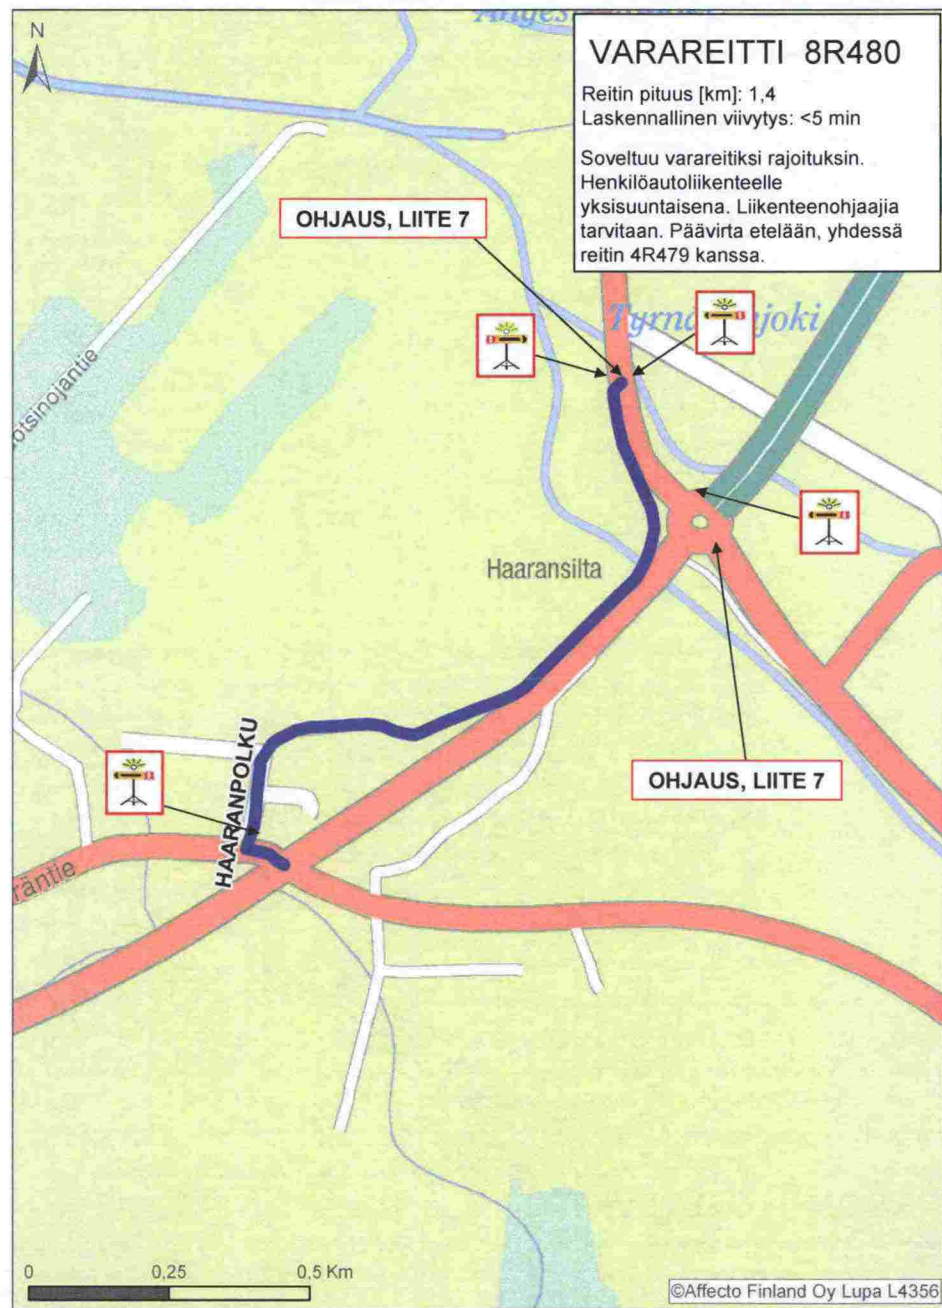 N
VARAREITTI 8R480
Reitin pituus [km]: 1,4
Laskennallinen viivytys: <5 min
Soveltuu varareitiksi rajoituksin.
Henkilöautoliikenteelle
yksisuuntaisena. Liikenteenohjaajia
tarvitaan. Päävirta etelään, yhdessä
reitin 4R479 kanssa.
OHJAUS, LIITE 7
otsinojantie
Haaransilta
HAARANPOLKU
OHJAUS, LIITE 7
räntie
0 0,25 0,5 Km
©Affecto Finland Oy Lupa L4356